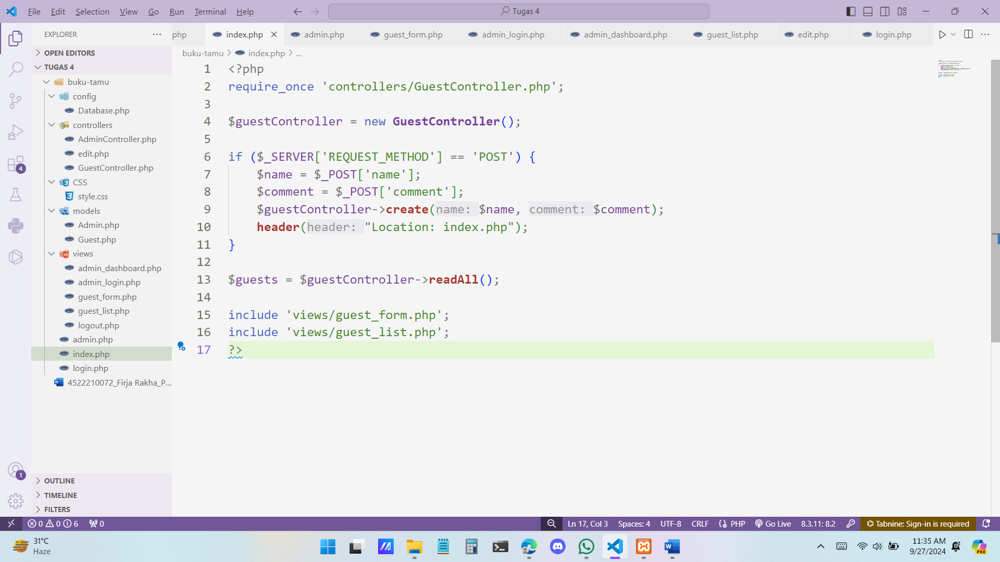 File Edit Selection View Go Run Terminal Help
Tugas 4
EXPLORER
php
index.php
admin.php
guest_form.php
admin_login.php
admin_dashboard.php
guest_list.php
edit.php
login.php
OPEN EDITORS
TUGAS 4
buku-tamu
config
Database.php
controllers
AdminController.php
edit.php
GuestController.php
CSS
style.css
models
Admin.php
Guest.php
views
admin_dashboard.php
admin_login.php
guest_form.php
guest_list.php
logout.php
admin.php
index.php
login.php
4522210072_Firja Rakha_P...
OUTLINE
TIMELINE
FILTERS
4
1
buku-tamu > index.php > ...
1 <?php
2 require_once 'controllers/GuestController.php';
3
4 $guestController = new GuestController();
5
6 if ($_SERVER['REQUEST_METHOD'] == 'POST') {
7 $name = $_POST['name'];
8 $comment = $_POST['comment'];
9 $guestController->create(name: $name, comment: $comment);
10 header(header: "Location: index.php");
11 }
12
13 $guests = $guestController->readAll();
14
15 include 'views/guest_form.php';
16 include 'views/guest_list.php';
17 ?>
0 0 6 0
Ln 17, Col 3 Spaces: 4 UTF-8 CRLF PHP Go Live 8.3.11: 8.2 Tabnine: Sign-in is required
31°C
Haze
11:35 AM
9/27/2024
PRE